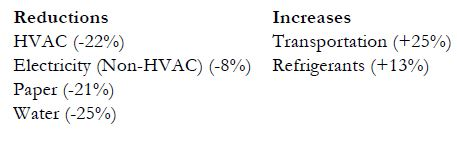 Reductions
HVAC (-22%)
Electricity (Non-HVAC) (-8%)
Paper (-21%)
Water (-25%)
Increases
Transportation (+25%)
Refrigerants (+13%)